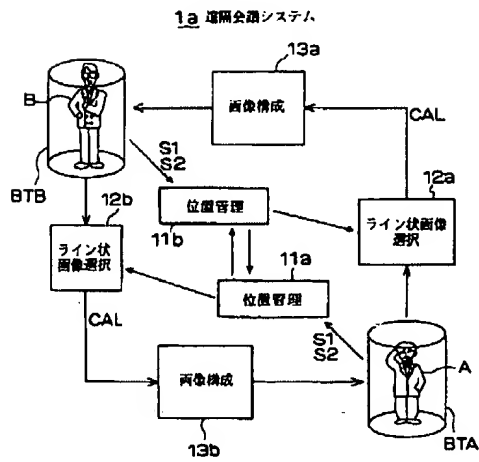 1a 遠隔会議システム
13a
画像構成
CAL
B
BTB
S1
S2
12a
ライン状画像
選択
12b
位置管理
11b
ライン状
画像選択
11a
位置管理
CAL
S1
S2
画像構成
13b
A
BTA